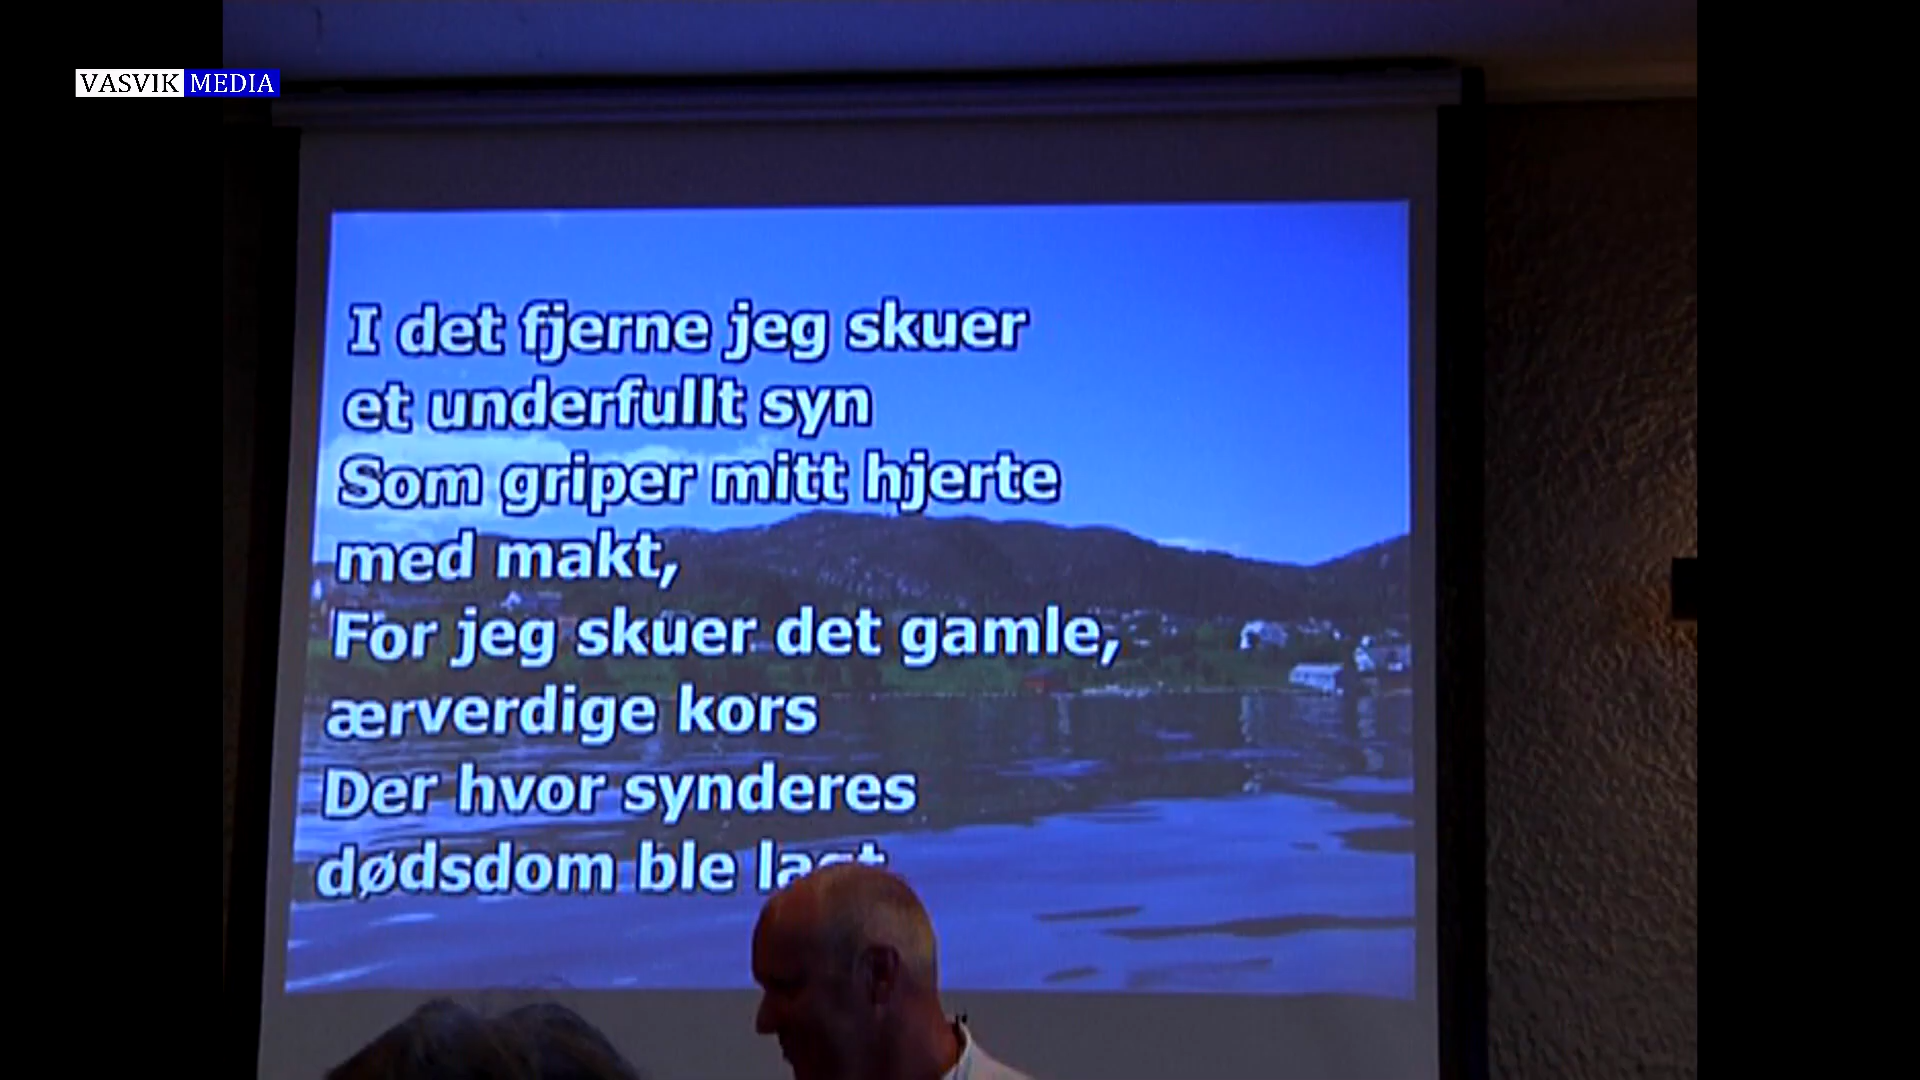 VASVIK MEDIA
I det fjerne jeg skuer
et underfullt syn
Som griper mitt hjerte
med makt,
For jeg skuer det gamle,
ærverdige kors
Der hvor synderes
dødsdom ble lagt